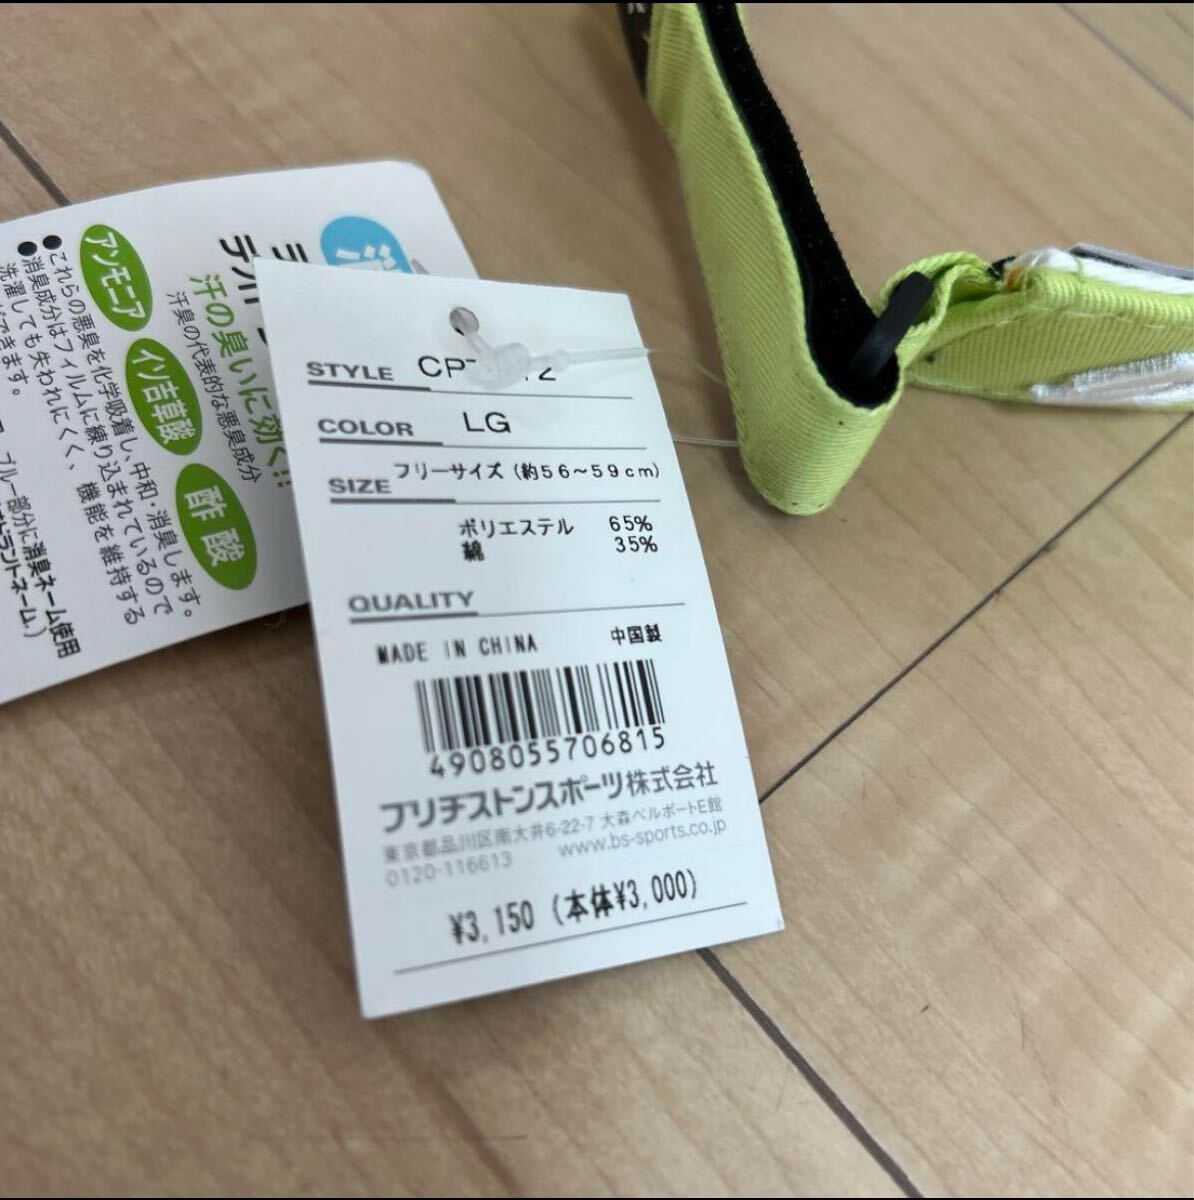 STYLE
COLOR LG
SIZE フリーサイズ（約56～59cm）
ポリエステル 65%
綿 35%
QUALITY
MADE IN CHINA 中国製
4908055706815
ブリヂストンスポーツ株式会社
東京都品川区南大井6-22-7 大森ベルポートE館
0120-116613 www.bs-sports.co.jp
¥3,150 (本体¥3,000)
汗の臭いに効く!!
汗臭の代表的な悪臭成分
アンモニア
イソ吉草酸
酢酸
●これらの悪臭を化学吸着し、中和・消臭します。
●消臭成分はフィルムに練り込まれているので
洗濯しても失われにくく、機能を維持する
ができます。
ブルー部分に消臭ネーム使用